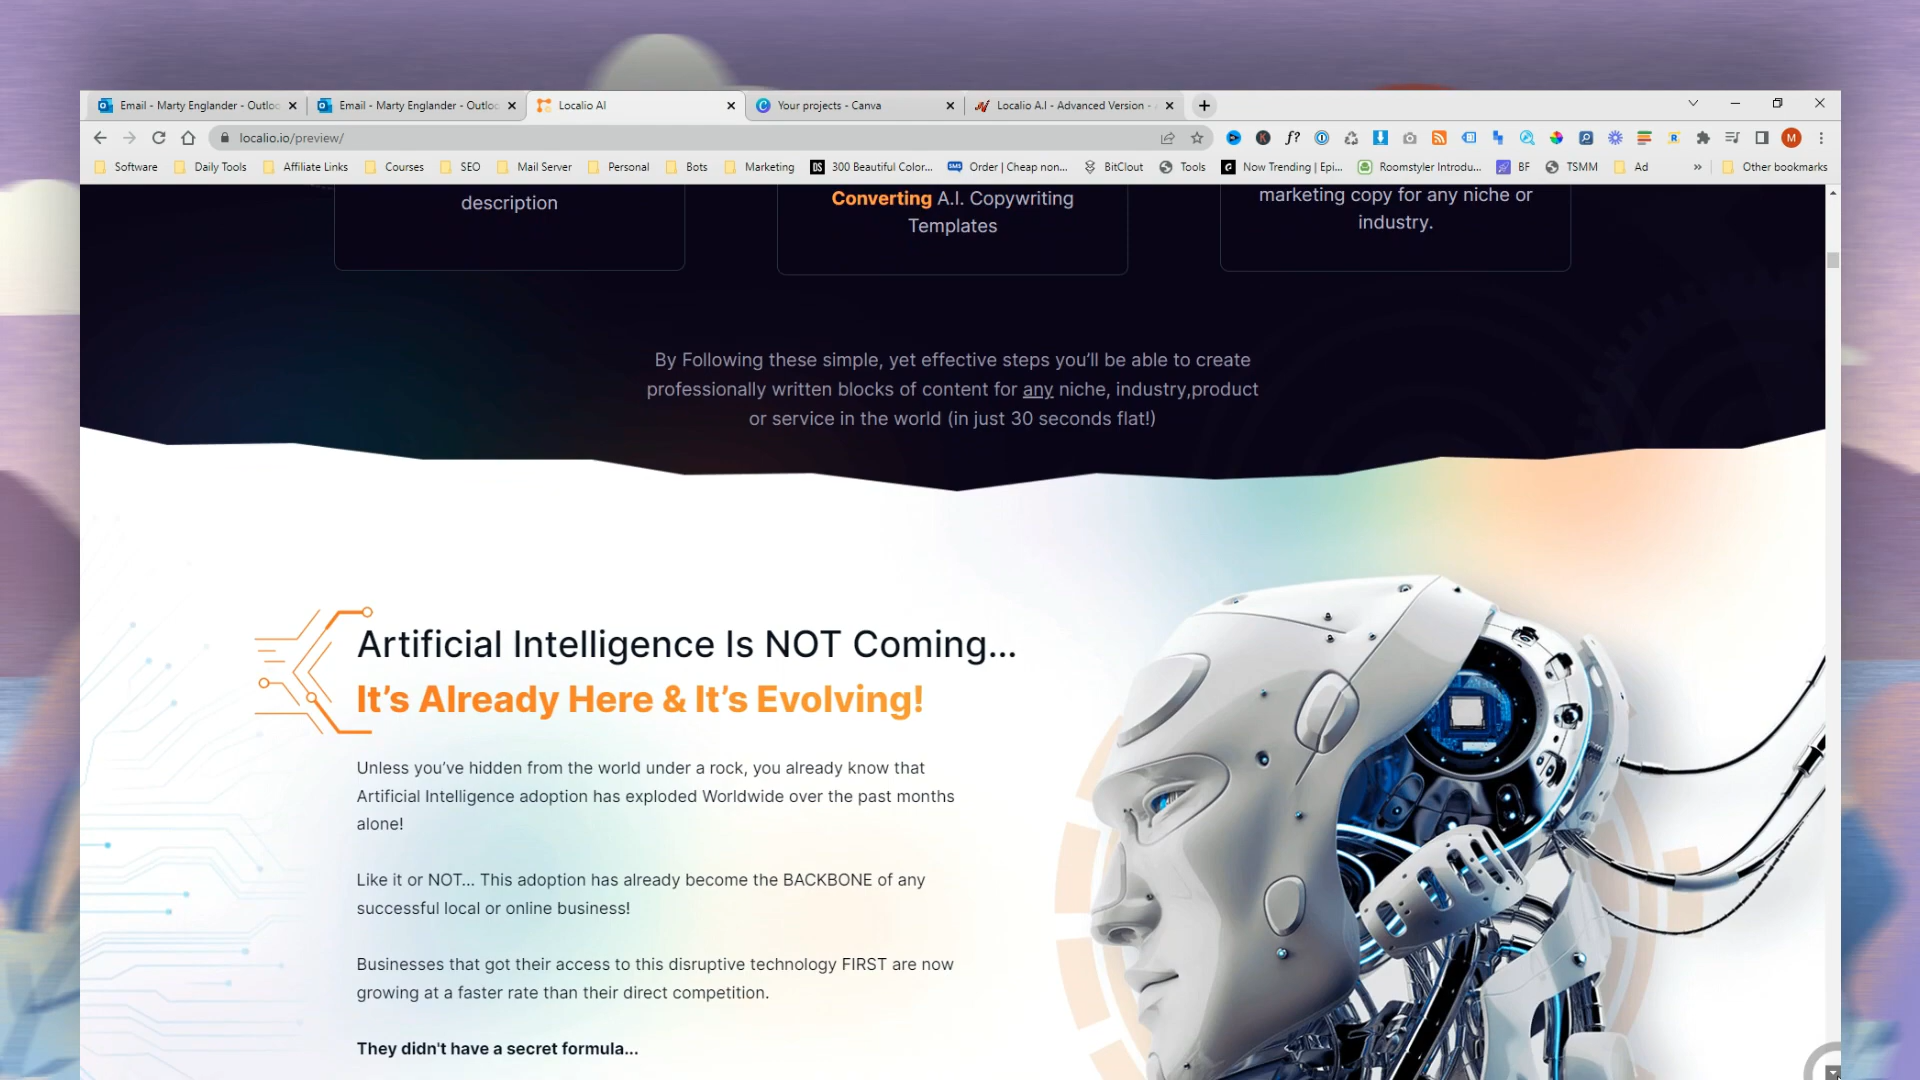 Email - Marty Englander - Outloo
Email - Marty Englander - Outloo
Localio AI
Your projects - Canva
Localio A.I - Advanced Version -
localio.io/preview/
Software
Daily Tools
Affiliate Links
Courses
SEO
Mail Server
Personal
Bots
Marketing
300 Beautiful Color...
Order | Cheap non...
BitClout
Tools
Now Trending | Epi...
Roomstyler Introdu...
BF
TSMM
Ad
»
Other bookmarks
description
Converting A.I. Copywriting
Templates
marketing copy for any niche or
industry.
By Following these simple, yet effective steps you'll be able to create
professionally written blocks of content for any niche, industry,product
or service in the world (in just 30 seconds flat!)
Artificial Intelligence Is NOT Coming...
It's Already Here & It's Evolving!
Unless you've hidden from the world under a rock, you already know that
Artificial Intelligence adoption has exploded Worldwide over the past months
alone!
Like it or NOT... This adoption has already become the BACKBONE of any
successful local or online business!
Businesses that got their access to this disruptive technology FIRST are now
growing at a faster rate than their direct competition.
They didn't have a secret formula...